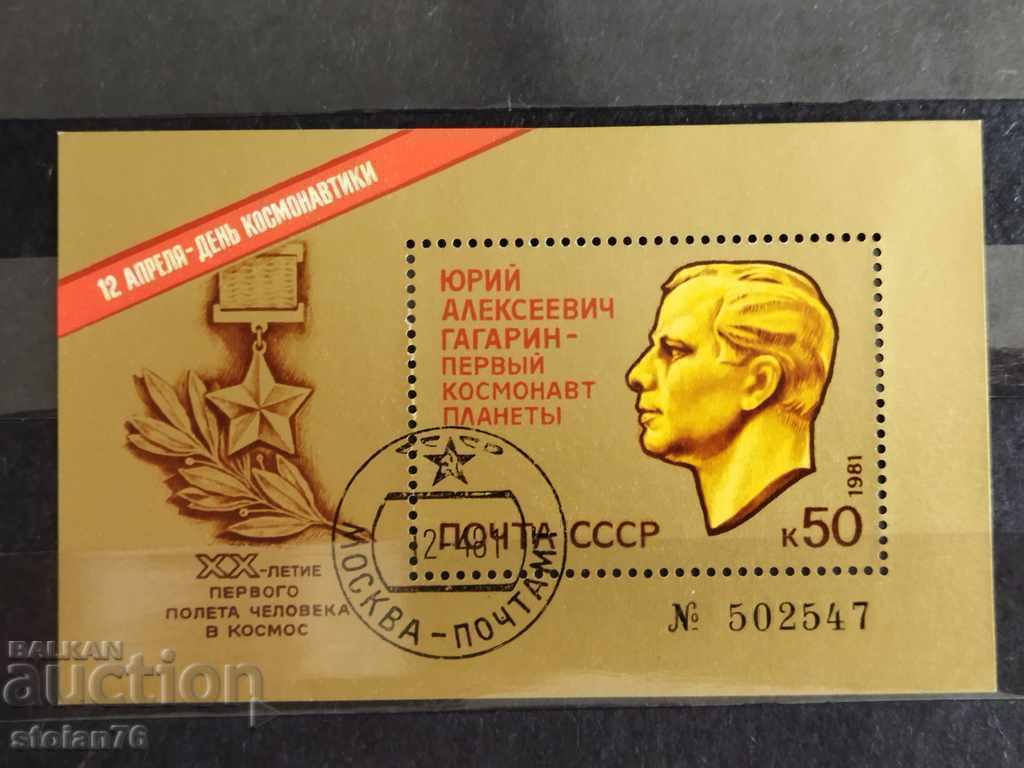 12 АПРЕЛЯ - ДЕНЬ КОСМОНАВТИКИ
ЮРИЙ
АЛЕКСЕЕВИЧ
ГАГАРИН -
ПЕРВЫЙ
КОСМОНАВТ
ПЛАНЕТЫ
1981
ПОЧТА СССР
к50
СССР
МОСКВА - ПОЧТАМТ
XX-ЛЕТИЕ
ПЕРВОГО
ПОЛЕТА ЧЕЛОВЕКА
В КОСМОС
№ 502547
BALKAN
auction
stoian76